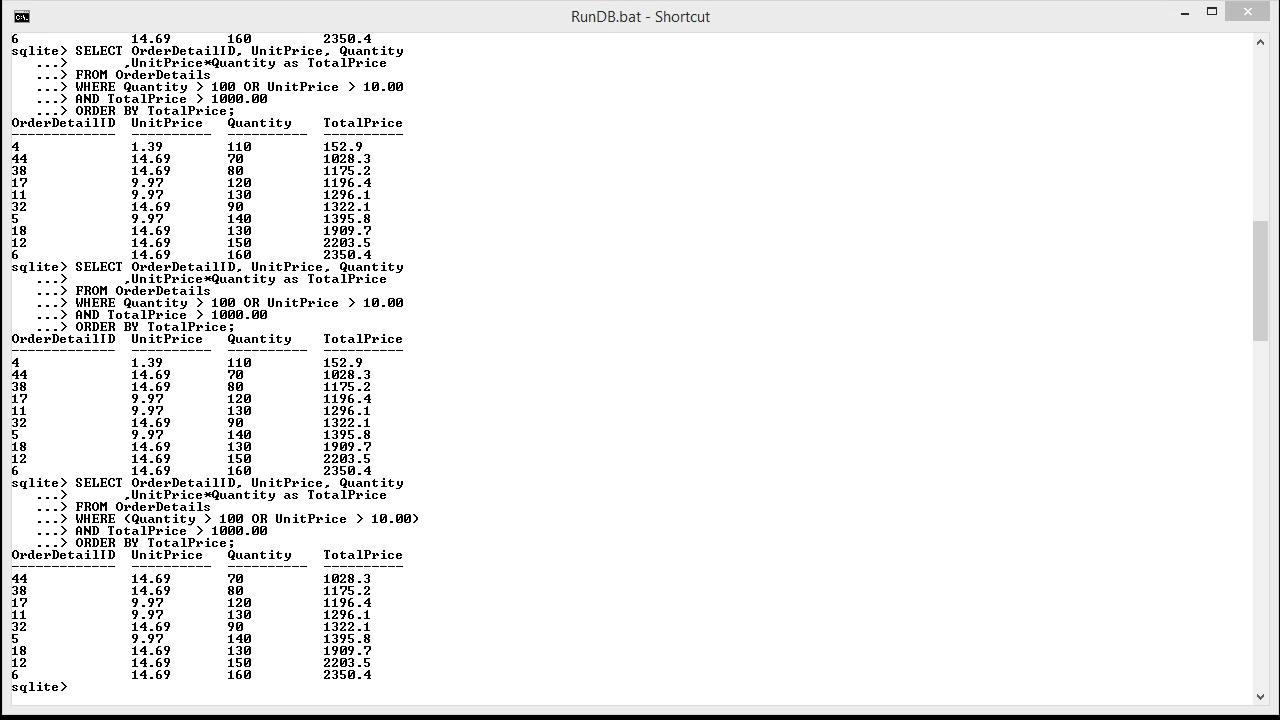 RunDB.bat - Shortcut
6 14.69 160 2350.4
sqlite> SELECT OrderDetailID, UnitPrice, Quantity
...> ,UnitPrice*Quantity as TotalPrice
...> FROM OrderDetails
...> WHERE Quantity > 100 OR UnitPrice > 10.00
...> AND TotalPrice > 1000.00
...> ORDER BY TotalPrice;
OrderDetailID UnitPrice Quantity TotalPrice
------------- ---------- ---------- ----------
4 1.39 110 152.9
44 14.69 70 1028.3
38 14.69 80 1175.2
17 9.97 120 1196.4
11 9.97 130 1296.1
32 14.69 90 1322.1
5 9.97 140 1395.8
18 14.69 130 1909.7
12 14.69 150 2203.5
6 14.69 160 2350.4
sqlite> SELECT OrderDetailID, UnitPrice, Quantity
...> ,UnitPrice*Quantity as TotalPrice
...> FROM OrderDetails
...> WHERE Quantity > 100 OR UnitPrice > 10.00
...> AND TotalPrice > 1000.00
...> ORDER BY TotalPrice;
OrderDetailID UnitPrice Quantity TotalPrice
------------- ---------- ---------- ----------
4 1.39 110 152.9
44 14.69 70 1028.3
38 14.69 80 1175.2
17 9.97 120 1196.4
11 9.97 130 1296.1
32 14.69 90 1322.1
5 9.97 140 1395.8
18 14.69 130 1909.7
12 14.69 150 2203.5
6 14.69 160 2350.4
sqlite> SELECT OrderDetailID, UnitPrice, Quantity
...> ,UnitPrice*Quantity as TotalPrice
...> FROM OrderDetails
...> WHERE (Quantity > 100 OR UnitPrice > 10.00)
...> AND TotalPrice > 1000.00
...> ORDER BY TotalPrice;
OrderDetailID UnitPrice Quantity TotalPrice
------------- ---------- ---------- ----------
44 14.69 70 1028.3
38 14.69 80 1175.2
17 9.97 120 1196.4
11 9.97 130 1296.1
32 14.69 90 1322.1
5 9.97 140 1395.8
18 14.69 130 1909.7
12 14.69 150 2203.5
6 14.69 160 2350.4
sqlite>